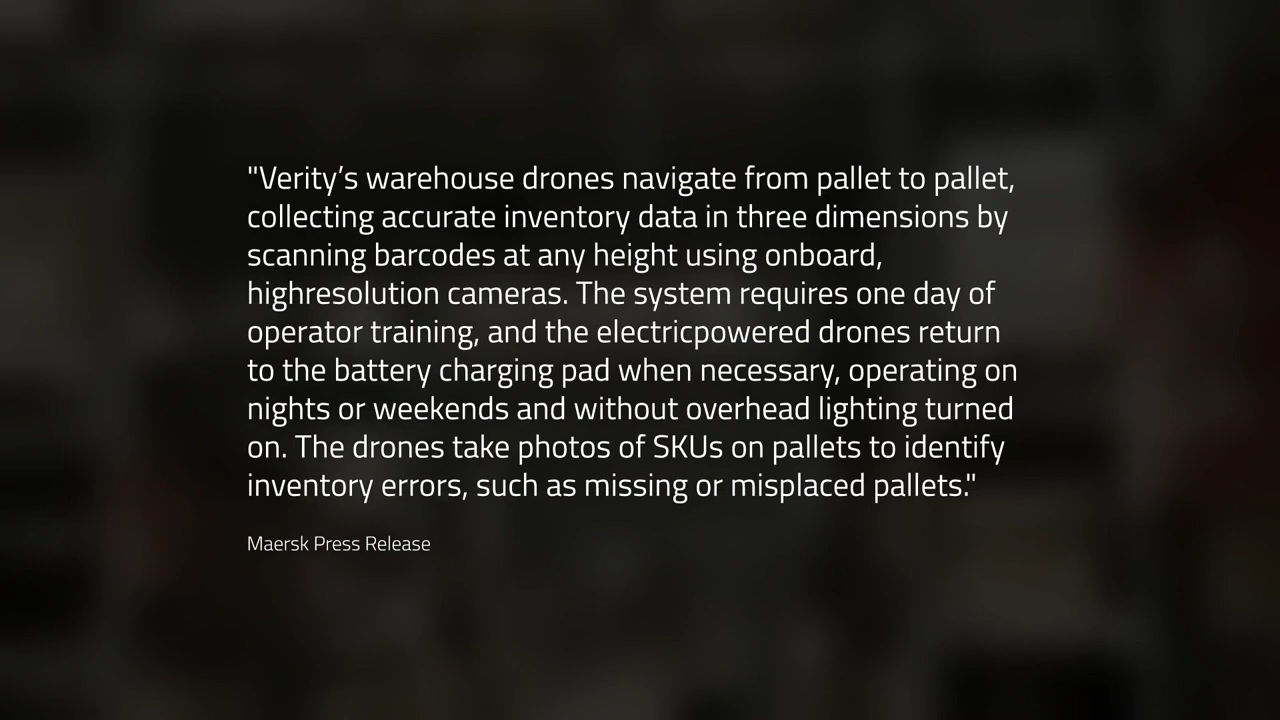 "Verity’s warehouse drones navigate from pallet to pallet,
collecting accurate inventory data in three dimensions by
scanning barcodes at any height using onboard,
highresolution cameras. The system requires one day of
operator training, and the electricpowered drones return
to the battery charging pad when necessary, operating on
nights or weekends and without overhead lighting turned
on. The drones take photos of SKUs on pallets to identify
inventory errors, such as missing or misplaced pallets."
Maersk Press Release